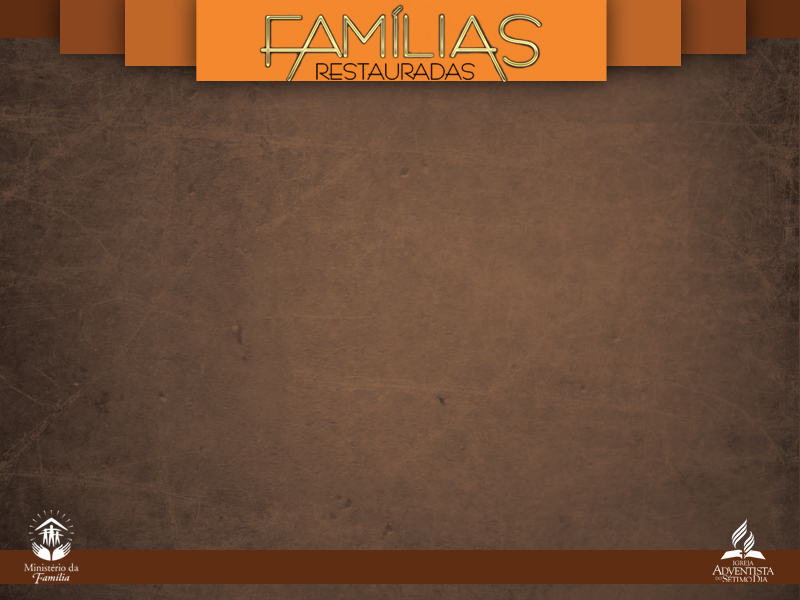 FAMÍLIAS
RESTAURADAS
Ministério da
Família
IGREJA
ADVENTISTA
DO SÉTIMO DIA